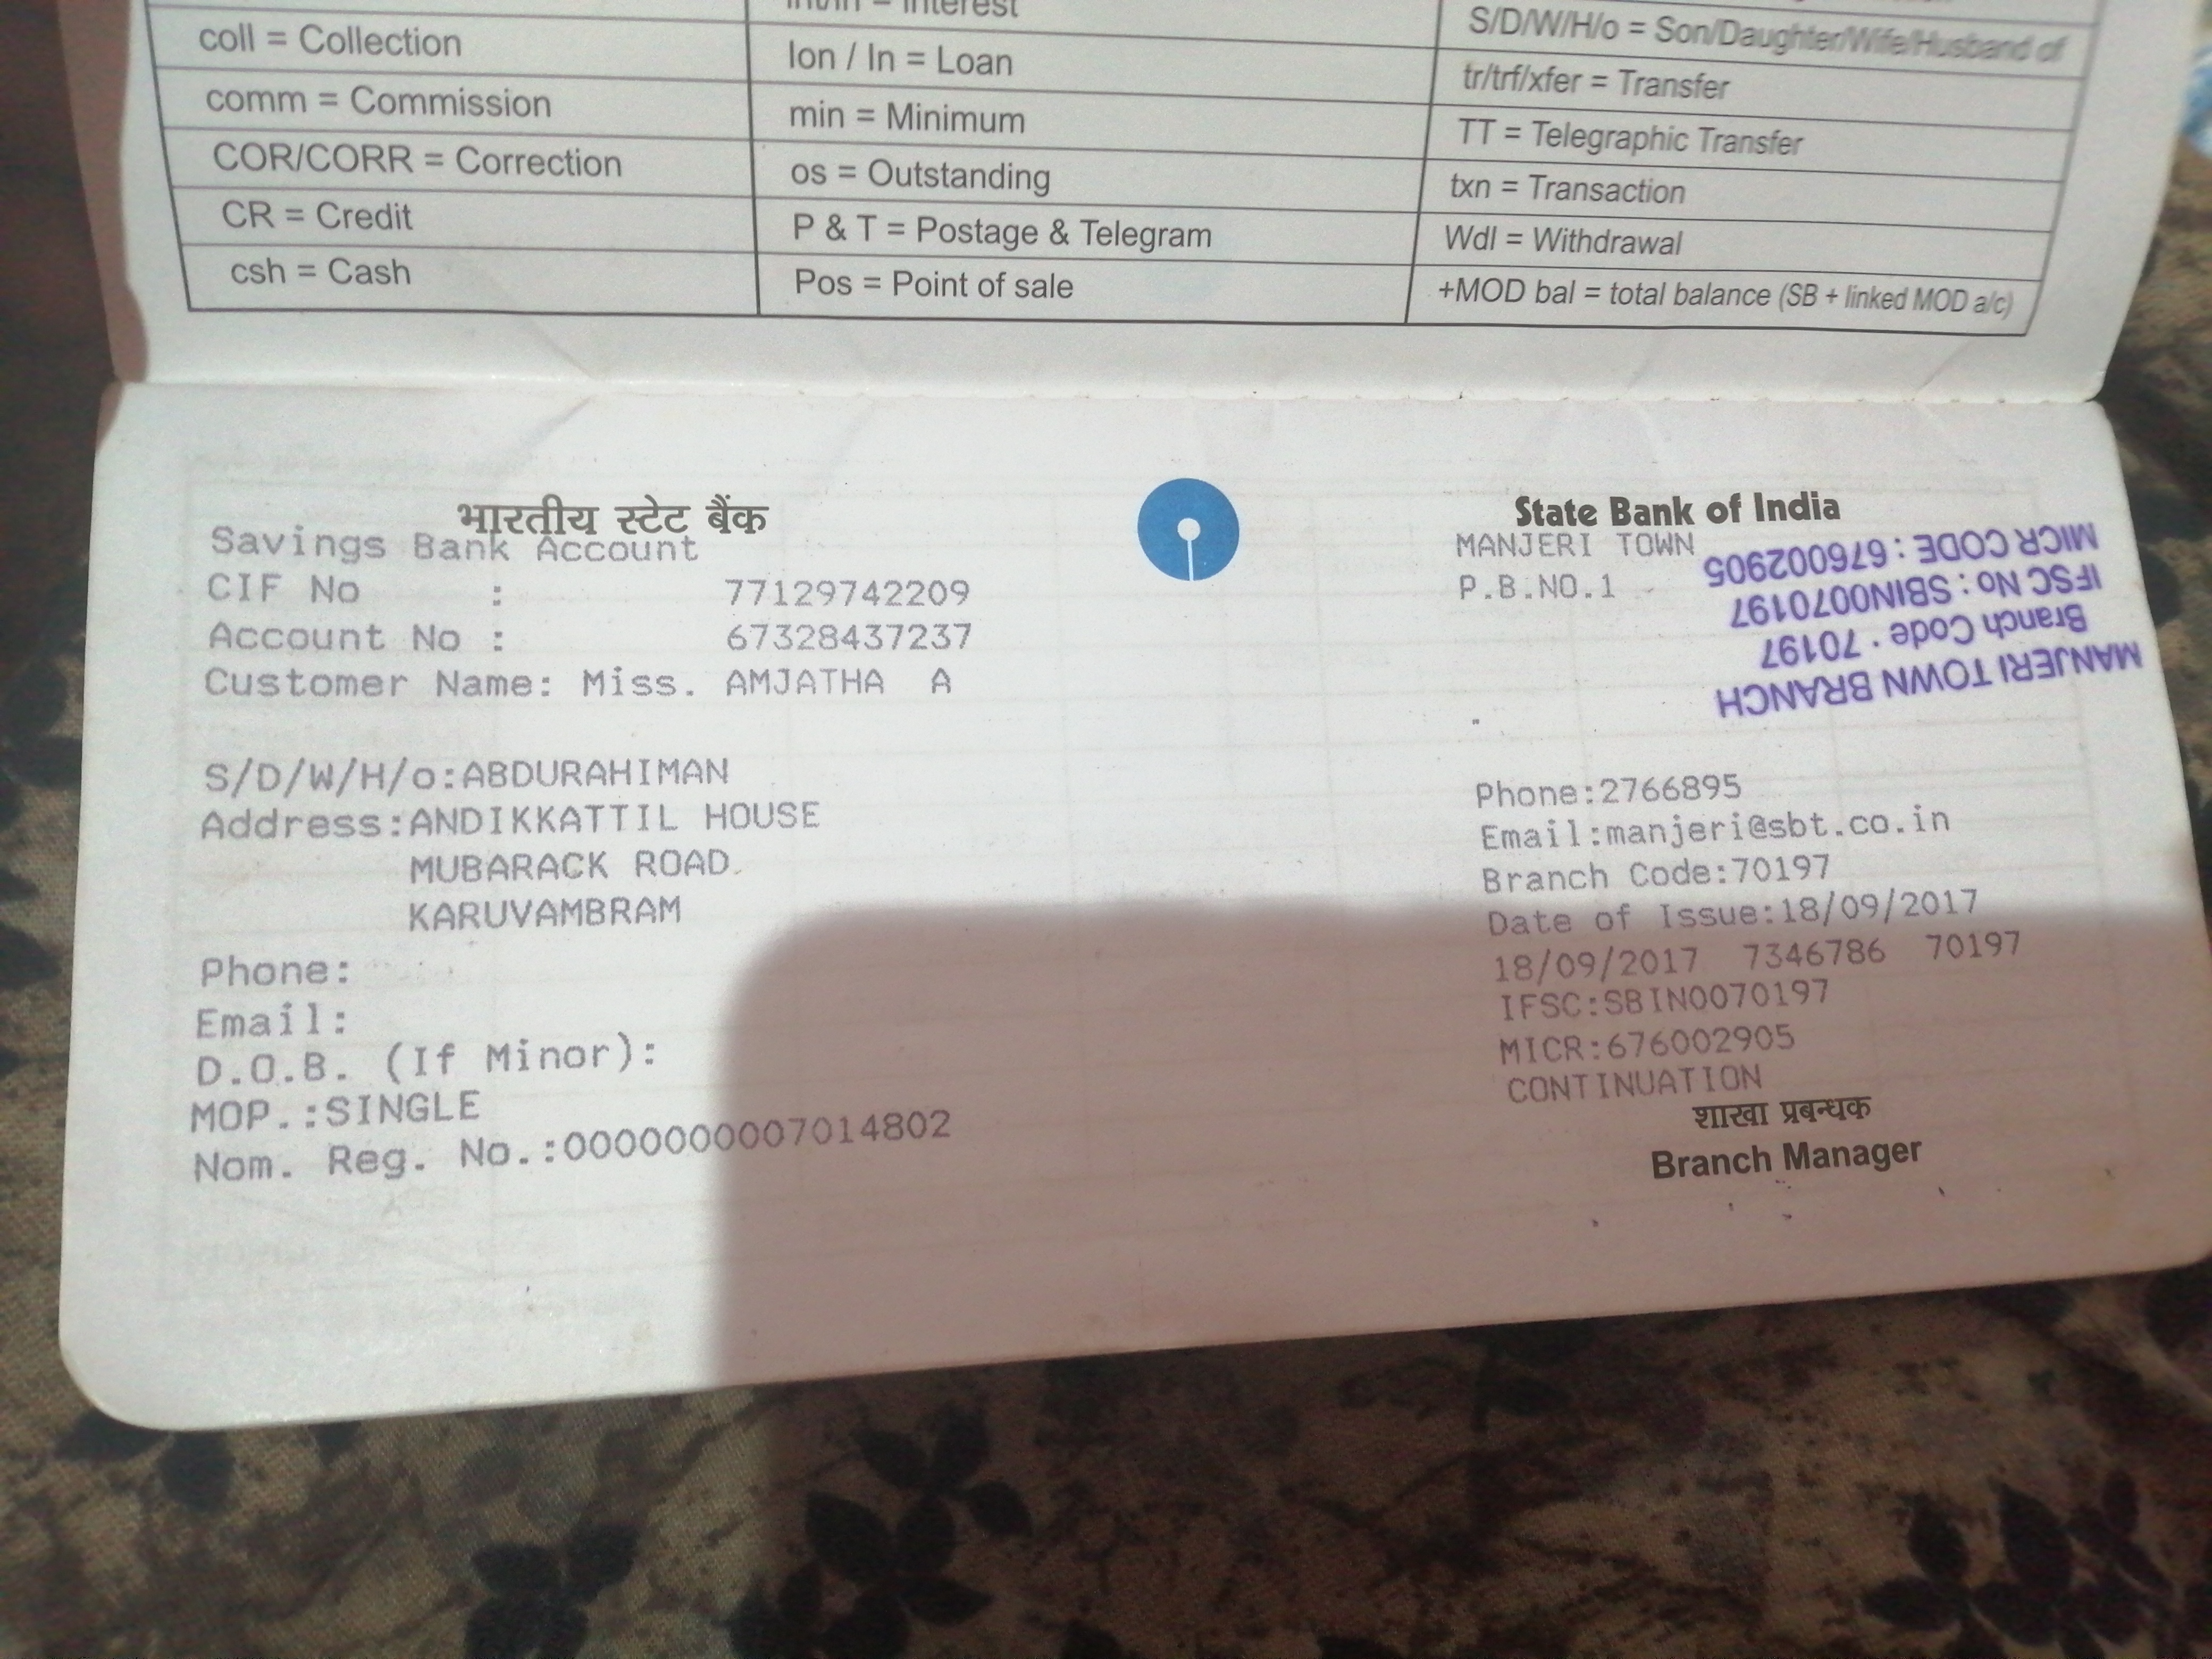 coll = Collection
comm = Commission
COR/CORR = Correction
CR = Credit
csh = Cash
= Interest
lon / ln = Loan
min = Minimum
os = Outstanding
P & T = Postage & Telegram
Pos = Point of sale
S/D/W/H/o = Son/Daughter/Wife/Husband of
tr/trf/xfer = Transfer
TT = Telegraphic Transfer
txn = Transaction
Wdl = Withdrawal
+MOD bal = total balance (SB + linked MOD a/c)
भारतीय स्टेट बैंक
Savings Bank Account
CIF No : 77129742209
Account No : 67328437237
Customer Name: Miss. AMJATHA A
S/D/W/H/o:ABDURAHIMAN
Address:ANDIKKATTIL HOUSE
MUBARACK ROAD
KARUVAMBRAM
Phone:
Email:
D.O.B. (If Minor):
MOP.:SINGLE
Nom. Reg. No.:0000000007014802
State Bank of India
MANJERI TOWN
P.B.NO.1
MANJERI TOWN BRANCH
Branch Code : 70197
IFSC No : SBIN0070197
MICR CODE : 676002905
Phone:2766895
Email:manjeri@sbt.co.in
Branch Code:70197
Date of Issue:18/09/2017
18/09/2017 7346786 70197
IFSC:SBIN0070197
MICR:676002905
CONTINUATION
शाखा प्रबन्धक
Branch Manager